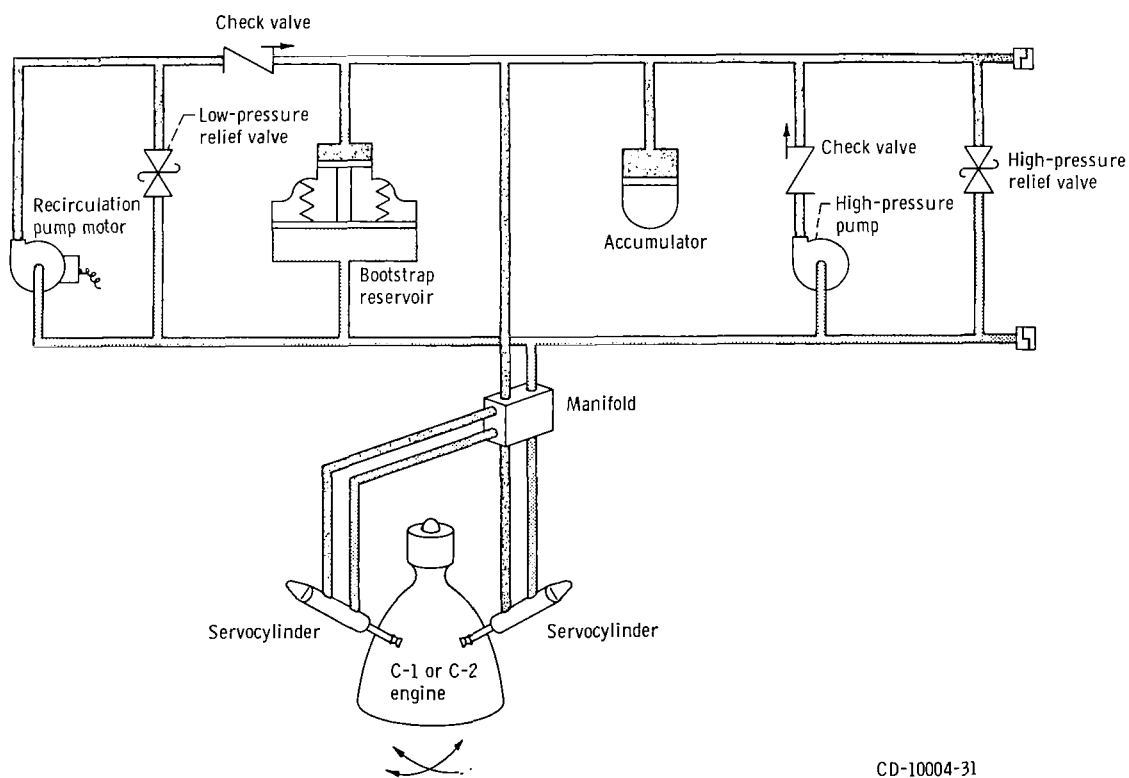 Check valve
Low-pressure
relief valve
Recirculation
pump motor
Bootstrap
reservoir
Accumulator
Check valve
High-pressure
pump
High-pressure
relief valve
Manifold
Servocylinder
Servocylinder
C-1 or C-2
engine
CD-10004-31